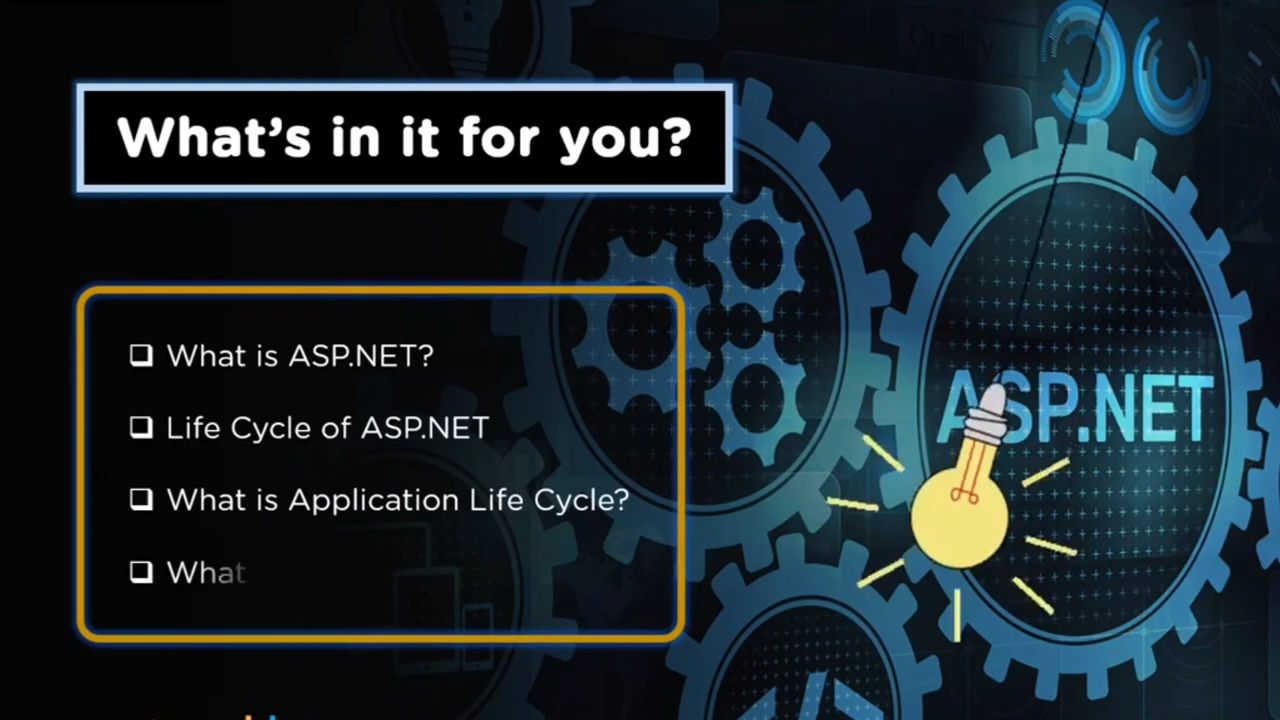 Quality
What's in it for you?
ASP.NET
❑ What is ASP.NET?
❑ Life Cycle of ASP.NET
❑ What is Application Life Cycle?
❑ What